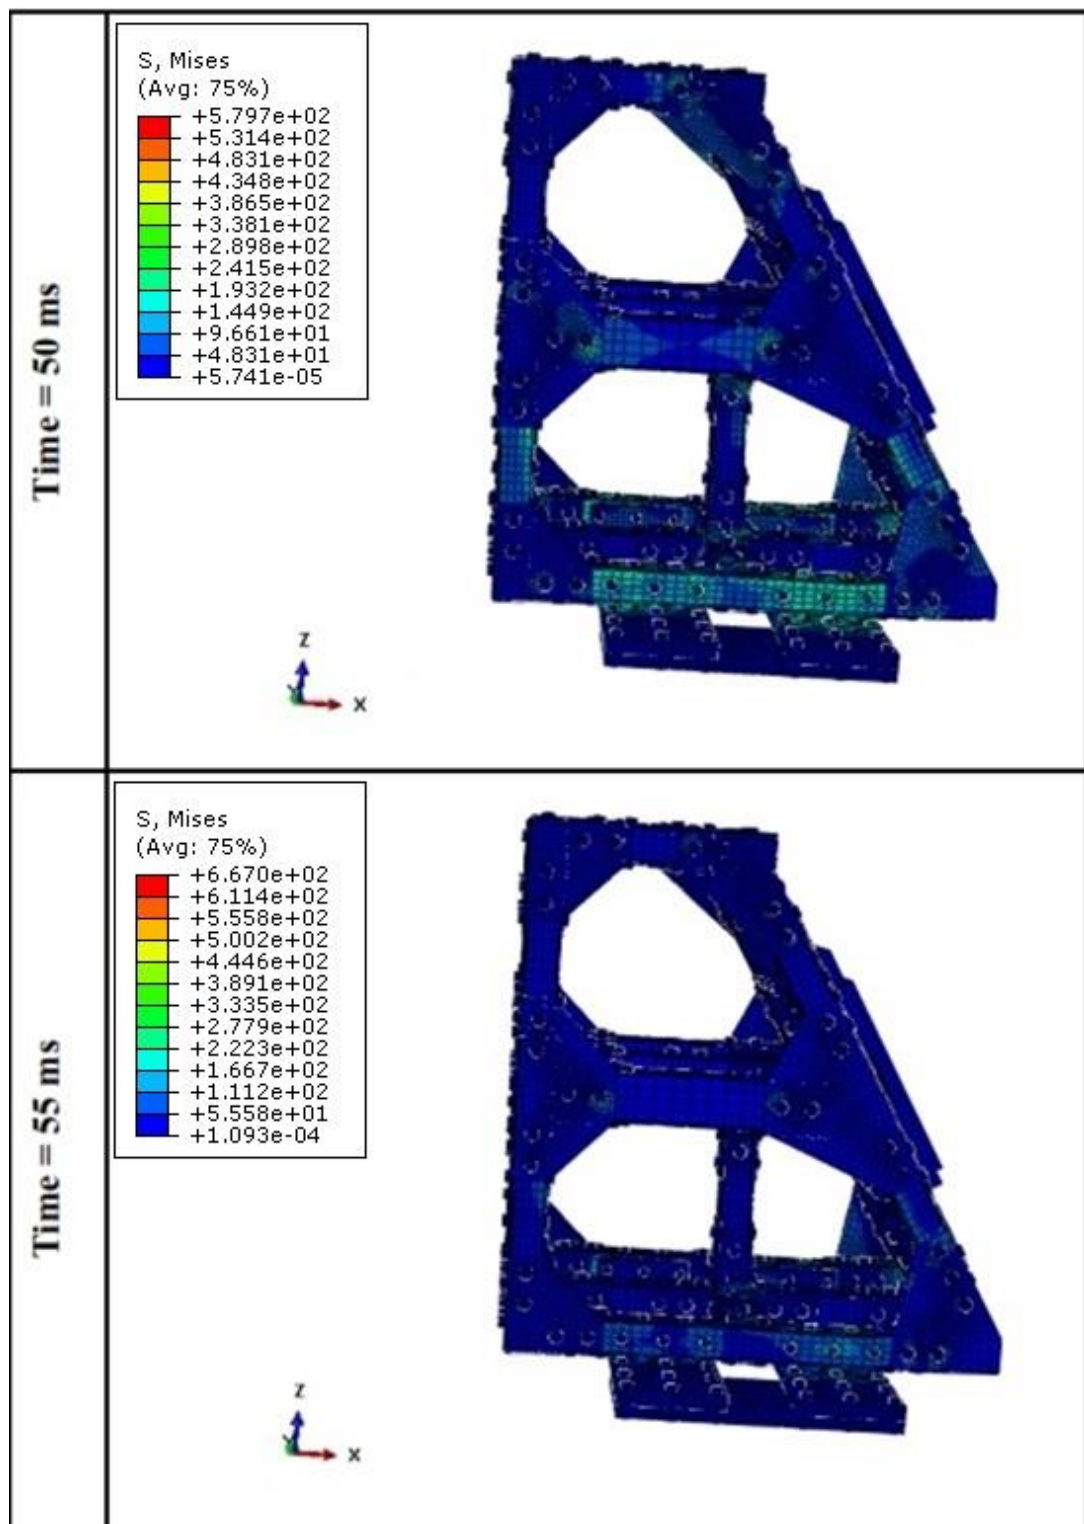 Time = 50 ms
S, Mises
(Avg: 75%)
+5.797e+02
+5.314e+02
+4.831e+02
+4.348e+02
+3.865e+02
+3.381e+02
+2.898e+02
+2.415e+02
+1.932e+02
+1.449e+02
+9.661e+01
+4.831e+01
+5.741e-05
Z
Y
X
Time = 55 ms
S, Mises
(Avg: 75%)
+6.670e+02
+6.114e+02
+5.558e+02
+5.002e+02
+4.446e+02
+3.891e+02
+3.335e+02
+2.779e+02
+2.223e+02
+1.667e+02
+1.112e+02
+5.558e+01
+1.093e-04
Z
Y
X